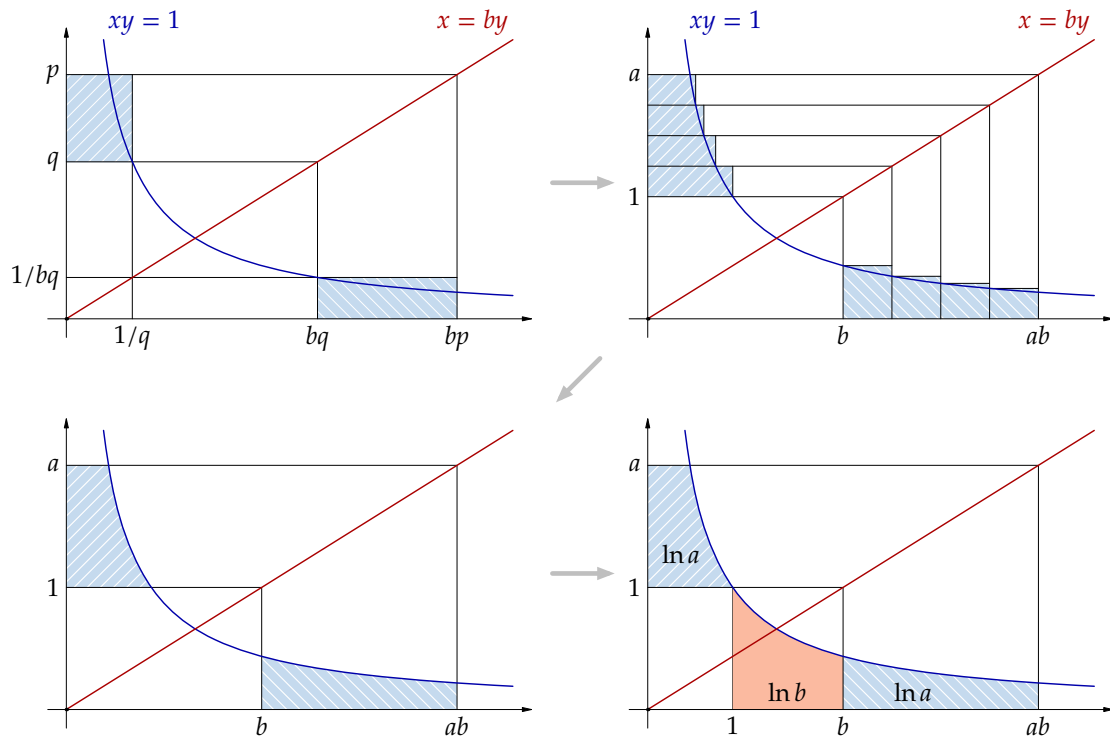 xy = 1
x = by
p
q
1/bq
1/q
bq
bp
xy = 1
x = by
a
1
b
ab
a
1
b
ab
a
ln a
1
ln b
ln a
1
b
ab